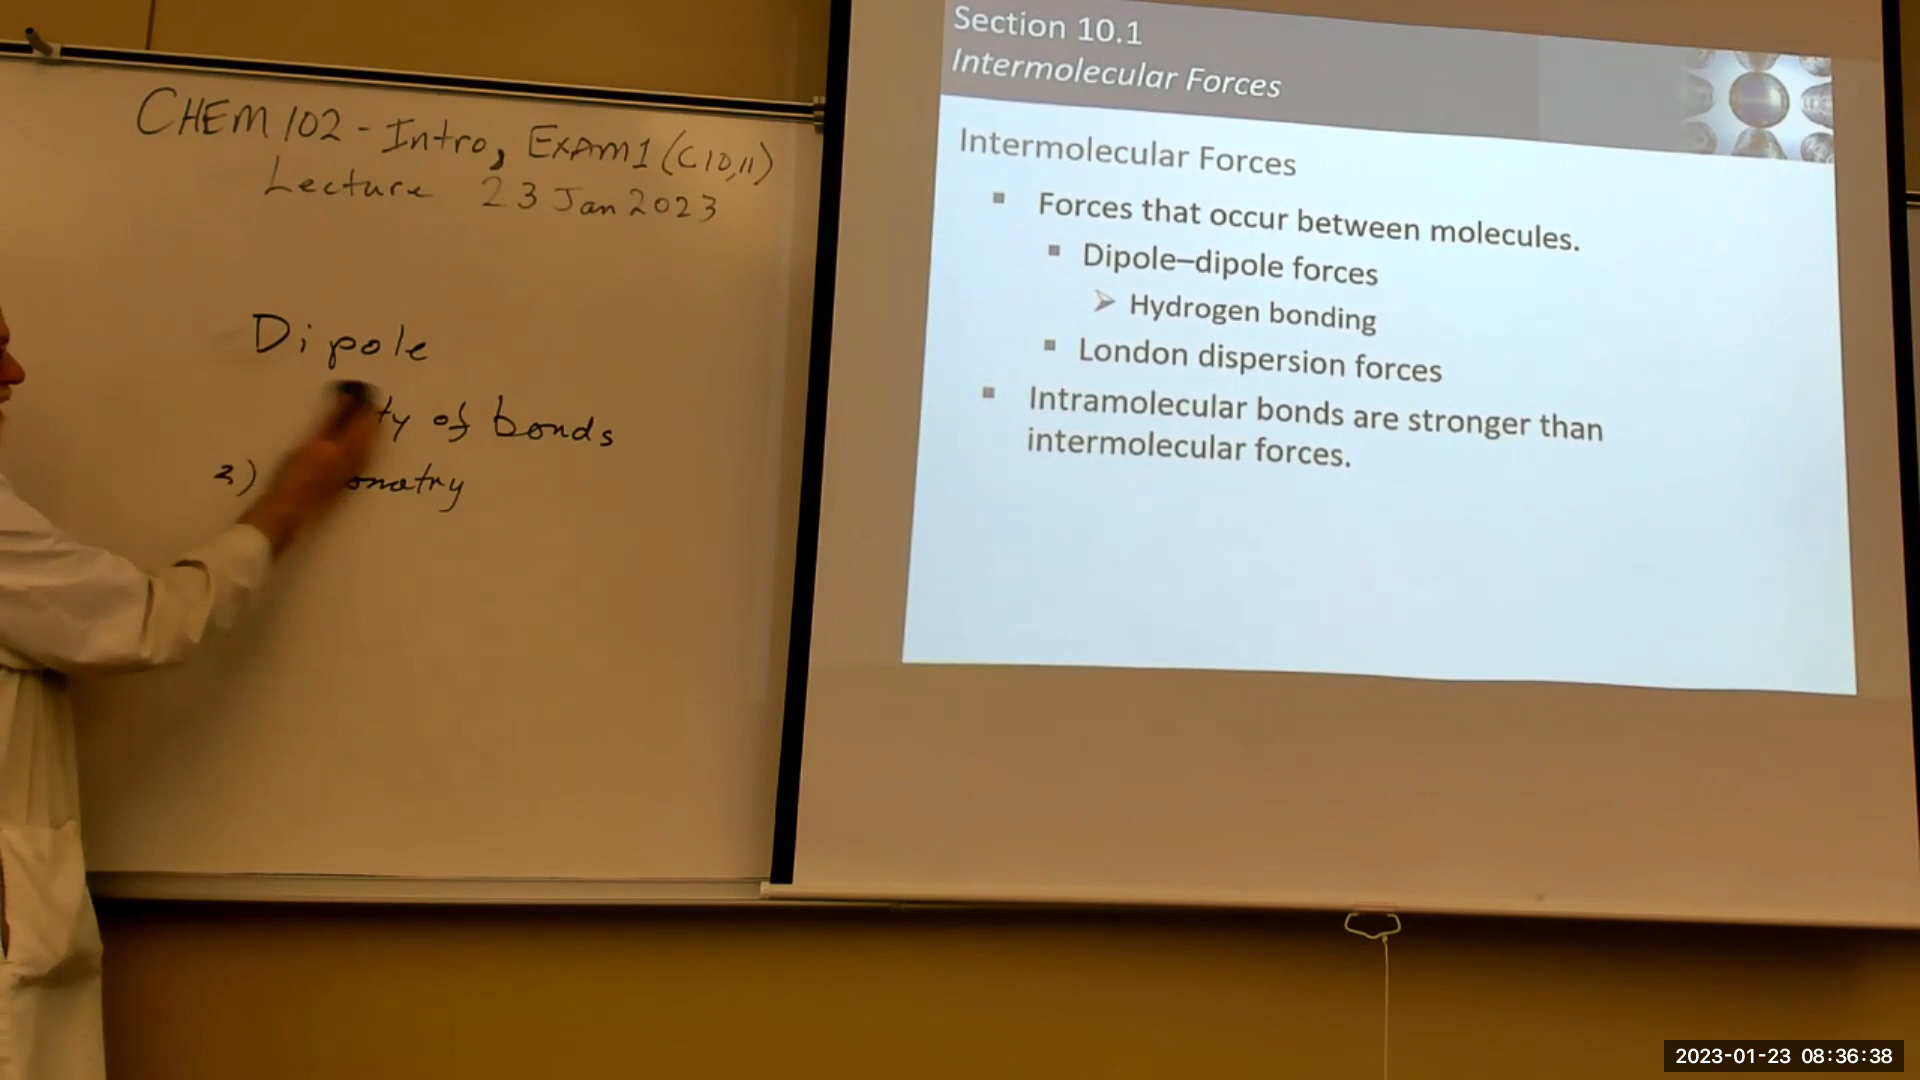 CHEM 102 - Intro, EXAM 1 (C10,11)
Lecture 23 Jan 2023
Dipole
of bonds
2)
Section 10.1
Intermolecular Forces
Intermolecular Forces
Forces that occur between molecules.
Dipole–dipole forces
Hydrogen bonding
London dispersion forces
Intramolecular bonds are stronger than
intermolecular forces.
2023-01-23 08:36:38